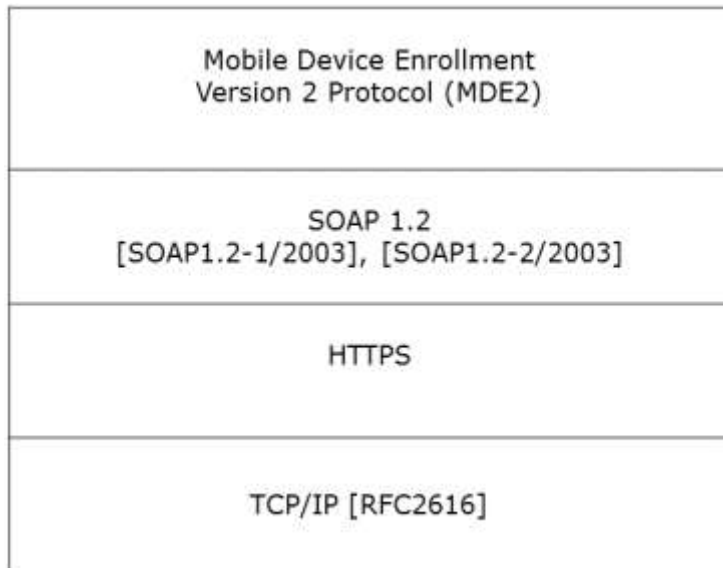 Mobile Device Enrollment
Version 2 Protocol (MDE2)
SOAP 1.2
[SOAP1.2-1/2003], [SOAP1.2-2/2003]
HTTPS
TCP/IP [RFC2616]